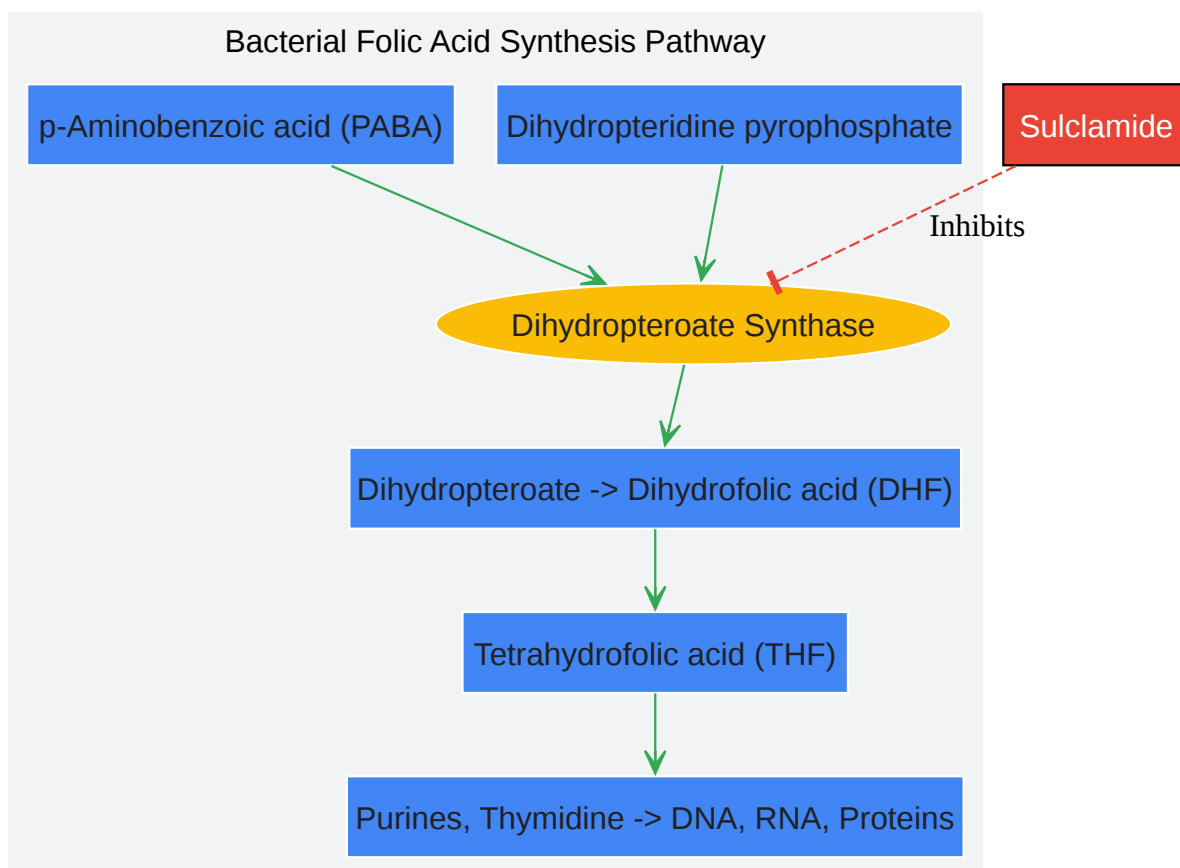 Bacterial Folic Acid Synthesis Pathway
p-Aminobenzoic acid (PABA)
Dihydropteridine pyrophosphate
Sulclamide
Inhibits
Dihydropteroate Synthase
Dihydropteroate -> Dihydrofolic acid (DHF)
Tetrahydrofolic acid (THF)
Purines, Thymidine -> DNA, RNA, Proteins